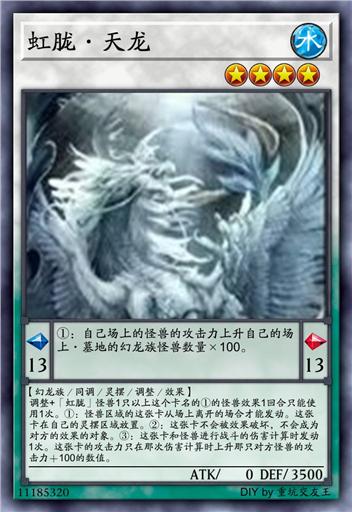 虹胧·天龙
水
①：自己场上的怪兽的攻击力上升自己的场
上·墓地的幻龙族怪兽数量×100。
13
13
【幻龙族／同调／灵摆／调整／效果】
调整+「虹胧」怪兽1只以上这个卡名的①的怪兽效果1回合只能使
用1次。①：怪兽区域的这张卡从场上离开的场合才能发动。这张
卡在自己的灵摆区域放置。②：这张卡不会被效果破坏，不会成为
对方的效果的对象。③：这张卡和怪兽进行战斗的伤害计算时发动
1次。这张卡的攻击力只在那次伤害计算时上升那只对方怪兽的攻
击力＋100的数值。
ATK/ 0 DEF/ 3500
11185320
DIY by 重坑交友王